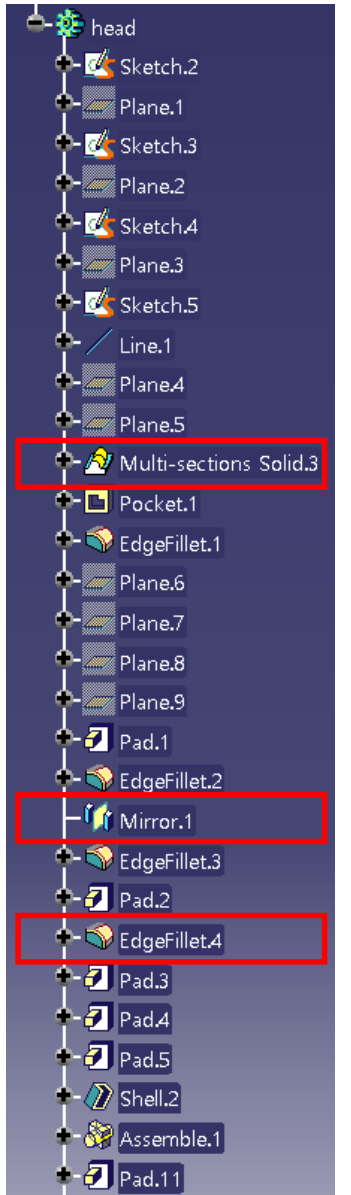 head
Sketch.2
Plane.1
Sketch.3
Plane.2
Sketch.4
Plane.3
Sketch.5
Line.1
Plane.4
Plane.5
Multi-sections Solid.3
Pocket.1
EdgeFillet.1
Plane.6
Plane.7
Plane.8
Plane.9
Pad.1
EdgeFillet.2
Mirror.1
EdgeFillet.3
Pad.2
EdgeFillet.4
Pad.3
Pad.4
Pad.5
Shell.2
Assemble.1
Pad.11